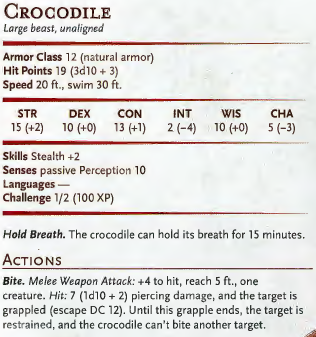 CROCODILE
Large beast, unaligned
Armor Class 12 (natural armor)
Hit Points 19 (3d10 + 3)
Speed 20 ft., swim 30 ft.
STR DEX CON INT WIS CHA
15 (+2) 10 (+0) 13 (+1) 2 (−4) 10 (+0) 5 (−3)
Skills Stealth +2
Senses passive Perception 10
Languages —
Challenge 1/2 (100 XP)
Hold Breath. The crocodile can hold its breath for 15 minutes.
ACTIONS
Bite. Melee Weapon Attack: +4 to hit, reach 5 ft., one
creature. Hit: 7 (1d10 + 2) piercing damage, and the target is
grappled (escape DC 12). Until this grapple ends, the target is
restrained, and the crocodile can't bite another target.